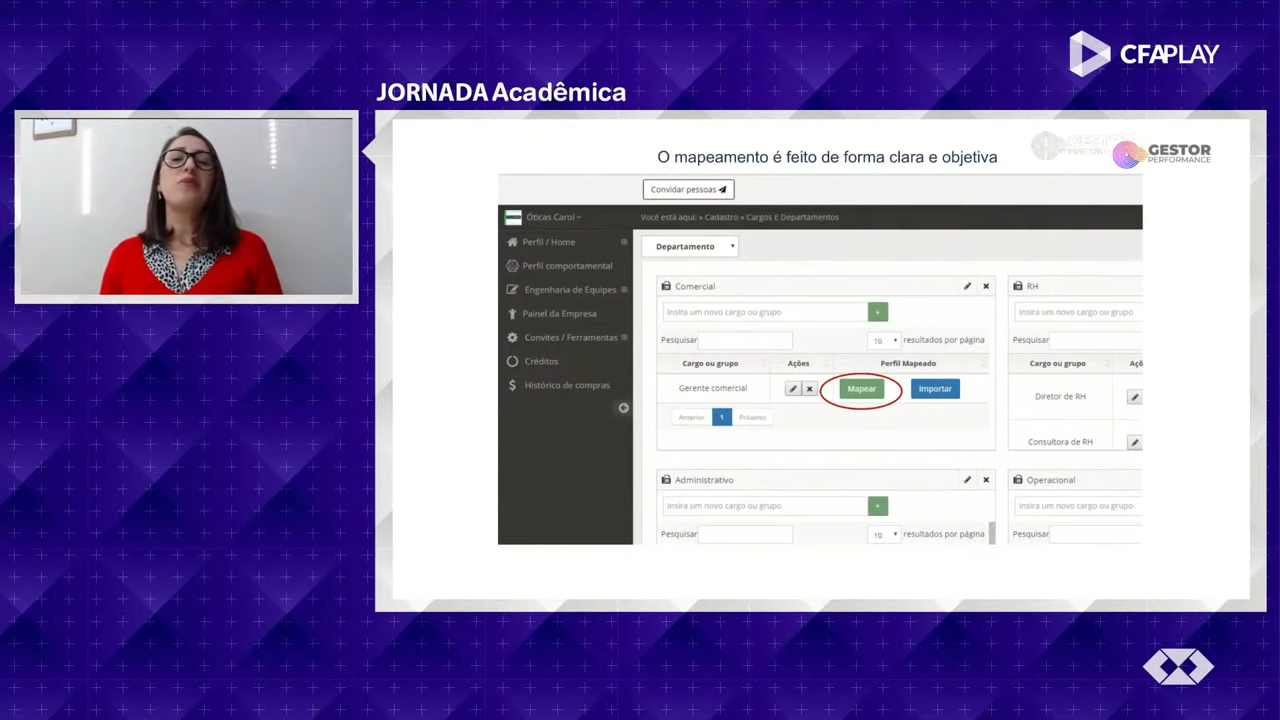 CFAPLAY
JORNADA Acadêmica
O mapeamento é feito de forma clara e objetiva
GESTOR
PERFORMANCE
Convidar pessoas
Óticas Carol
Você está aqui: » Cadastro » Cargos E Departamentos
Perfil / Home
Perfil comportamental
Engenharia de Equipes
Painel da Empresa
Convites / Ferramentas
Créditos
Histórico de compras
Departamento
Comercial
Insira um novo cargo ou grupo
+
Pesquisar
10 resultados por página
Cargo ou grupo Ações Perfil Mapeado
Gerente comercial Mapear Importar
Anterior 1 Próximo
RH
Insira um novo cargo ou grupo
Pesquisar
Cargo ou grupo Açõ
Diretor de RH
Consultora de RH
Administrativo
Insira um novo cargo ou grupo
+
Pesquisar
10 resultados por página
Operacional
Insira um novo cargo ou grupo
Pesquisar